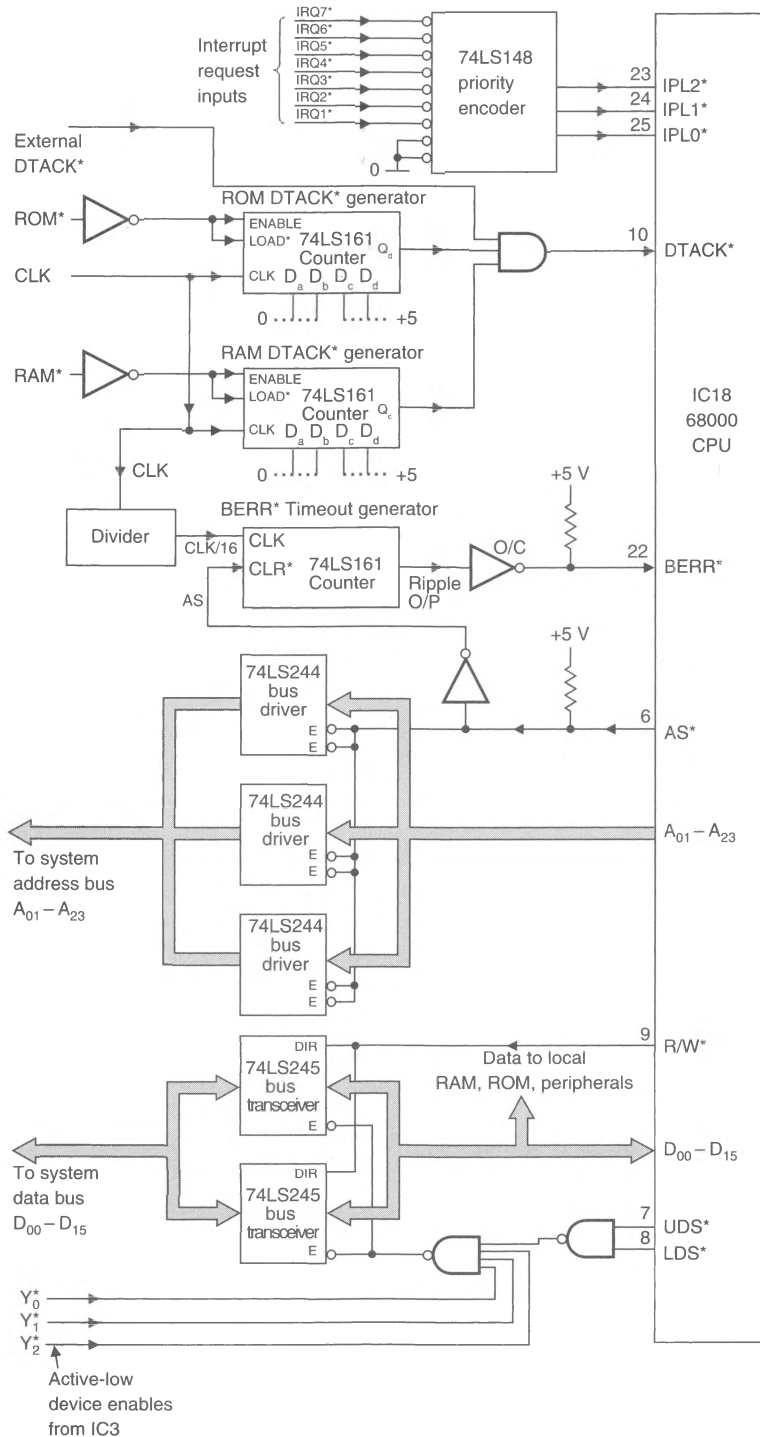 IRQ7*
IRQ6*
IRQ5*
IRQ4*
IRQ3*
IRQ2*
IRQ1*
Interrupt
request
inputs
0
74LS148
priority
encoder
23
IPL2*
24
IPL1*
25
IPL0*
External
DTACK*
ROM DTACK* generator
ROM*
ENABLE
LOAD*
74LS161
Counter
Qd
CLK
CLK
Da Db Dc Dd
0
+5
10
DTACK*
RAM DTACK* generator
RAM*
ENABLE
LOAD*
74LS161
Counter
Qc
CLK
Da Db Dc Dd
0
+5
IC18
68000
CPU
CLK
Divider
CLK/16
BERR* Timeout generator
CLK
CLR*
74LS161
Counter
AS
Ripple
O/P
O/C
+5 V
22
BERR*
+5 V
6
AS*
74LS244
bus
driver
E
E
74LS244
bus
driver
E
E
74LS244
bus
driver
E
E
A01–A23
To system
address bus
A01–A23
9
R/W*
DIR
74LS245
bus
transceiver
E
Data to local
RAM, ROM, peripherals
D00–D15
To system
data bus
D00–D15
DIR
74LS245
bus
transceiver
E
7
UDS*
8
LDS*
Y0*
Y1*
Y2*
Active-low
device enables
from IC3